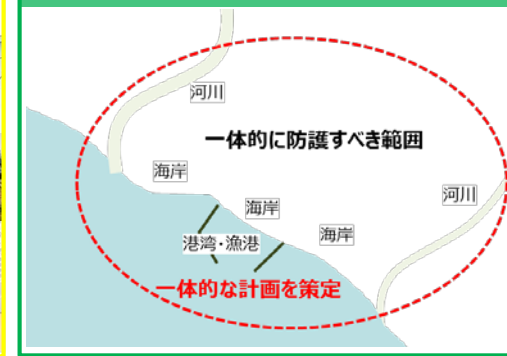 河川
一体的に防護すべき範囲
海岸
海岸
河川
海岸
港湾・漁港
一体的な計画を策定